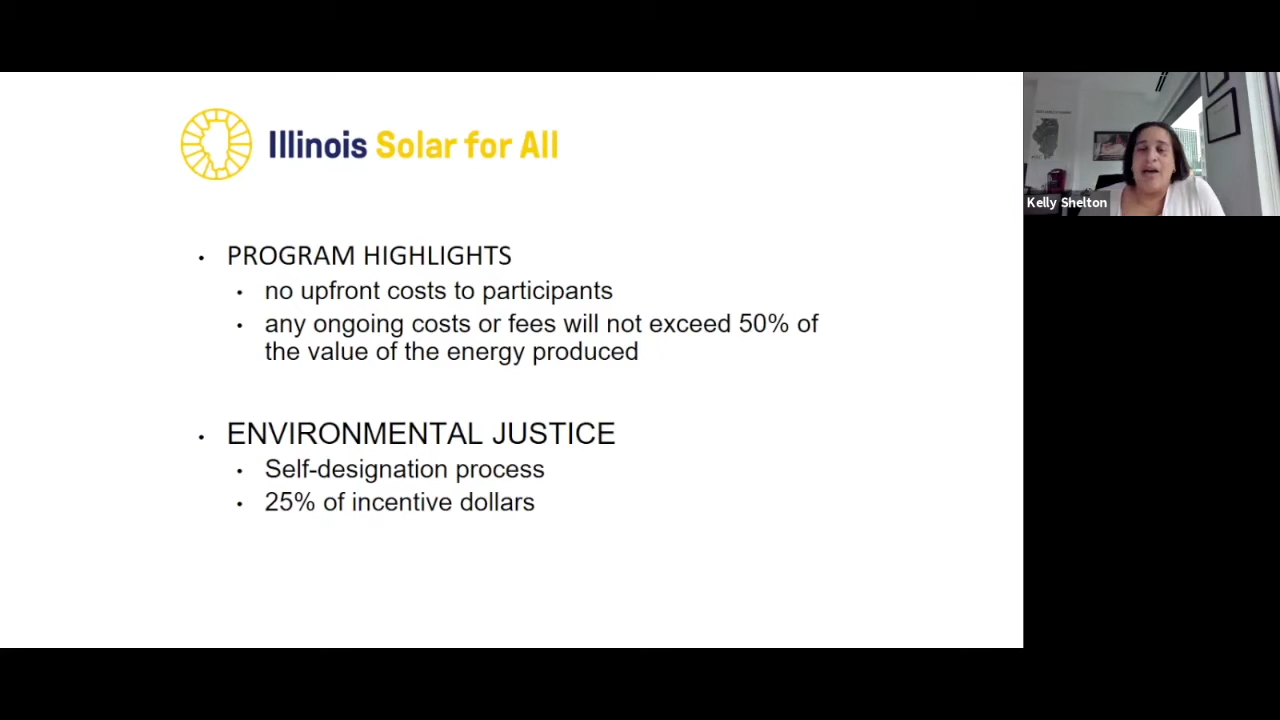 Illinois Solar for All
• PROGRAM HIGHLIGHTS
• no upfront costs to participants
• any ongoing costs or fees will not exceed 50% of
the value of the energy produced
• ENVIRONMENTAL JUSTICE
• Self-designation process
• 25% of incentive dollars
Kelly Shelton